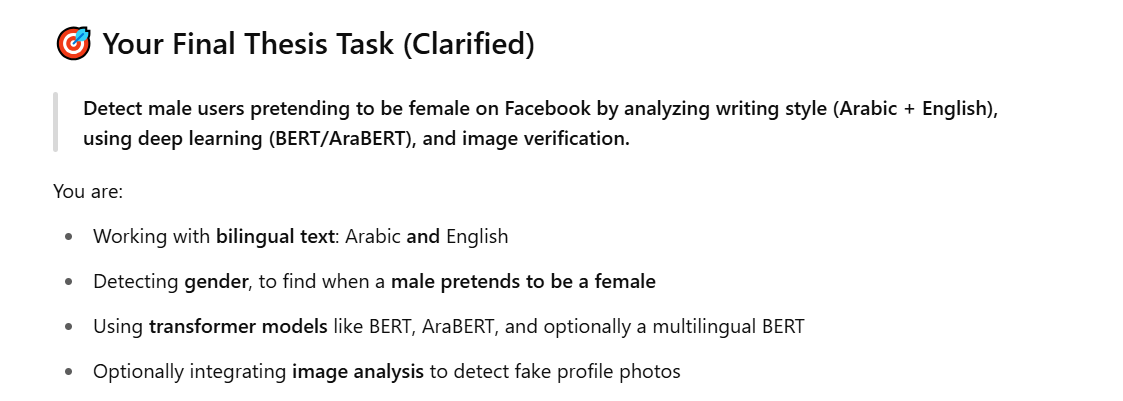 🎯 Your Final Thesis Task (Clarified)
Detect male users pretending to be female on Facebook by analyzing writing style (Arabic + English),
using deep learning (BERT/AraBERT), and image verification.
You are:
• Working with bilingual text: Arabic and English
• Detecting gender, to find when a male pretends to be a female
• Using transformer models like BERT, AraBERT, and optionally a multilingual BERT
• Optionally integrating image analysis to detect fake profile photos